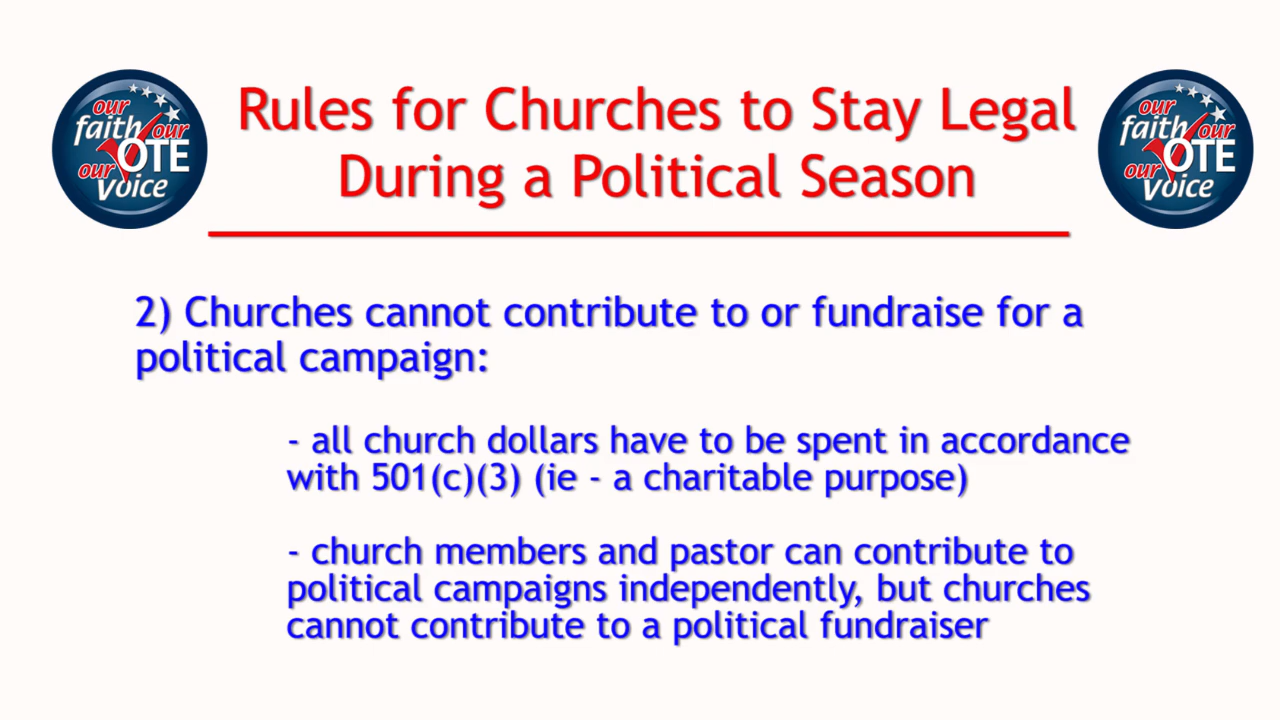 Rules for Churches to Stay Legal
During a Political Season
our
faith our
our VOTE
voice
our
faith our
our VOTE
voice
2) Churches cannot contribute to or fundraise for a
political campaign:
- all church dollars have to be spent in accordance
with 501(c)(3) (ie - a charitable purpose)
- church members and pastor can contribute to
political campaigns independently, but churches
cannot contribute to a political fundraiser